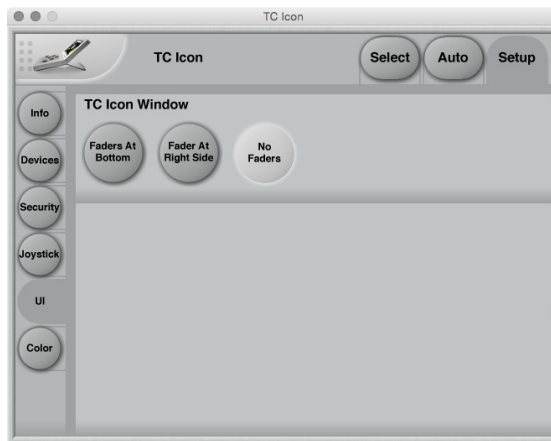 TC Icon
TC Icon
Select
Auto
Setup
Info
Devices
Security
Joystick
UI
Color
TC Icon Window
Faders At
Bottom
Fader At
Right Side
No
Faders